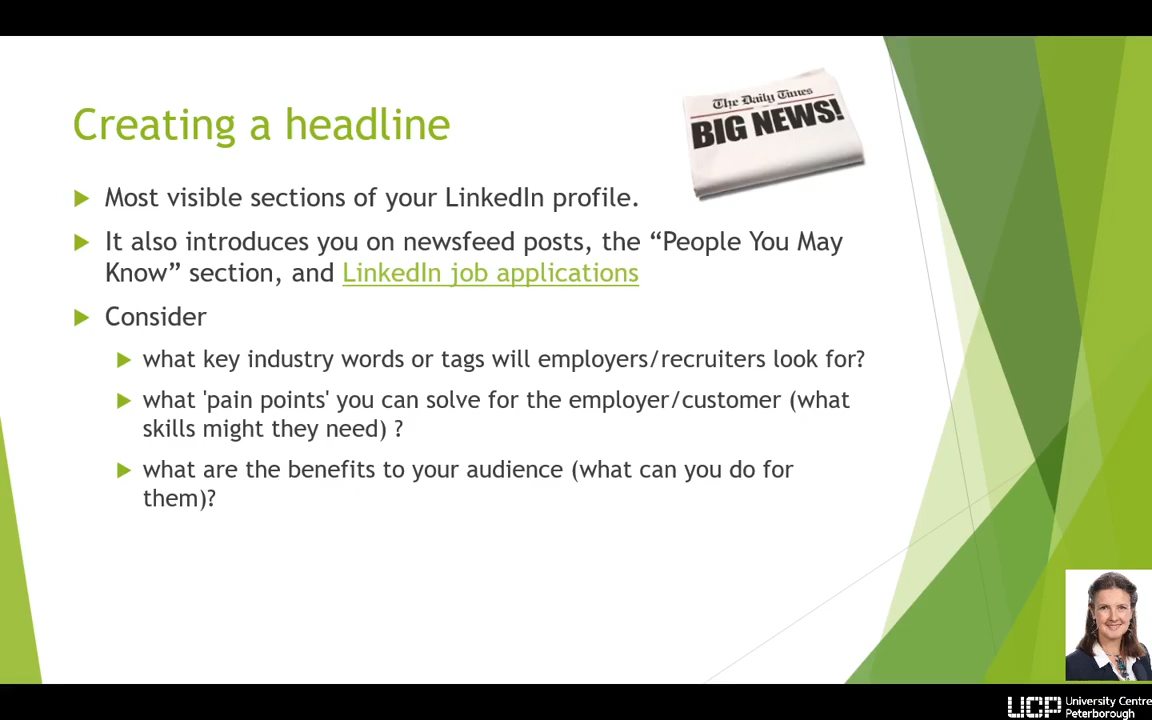 The Daily Times
BIG NEWS!
Creating a headline
Most visible sections of your LinkedIn profile.
It also introduces you on newsfeed posts, the “People You May
Know” section, and LinkedIn job applications
Consider
what key industry words or tags will employers/recruiters look for?
what 'pain points' you can solve for the employer/customer (what
skills might they need) ?
what are the benefits to your audience (what can you do for
them)?
UCP University Centre
Peterborough